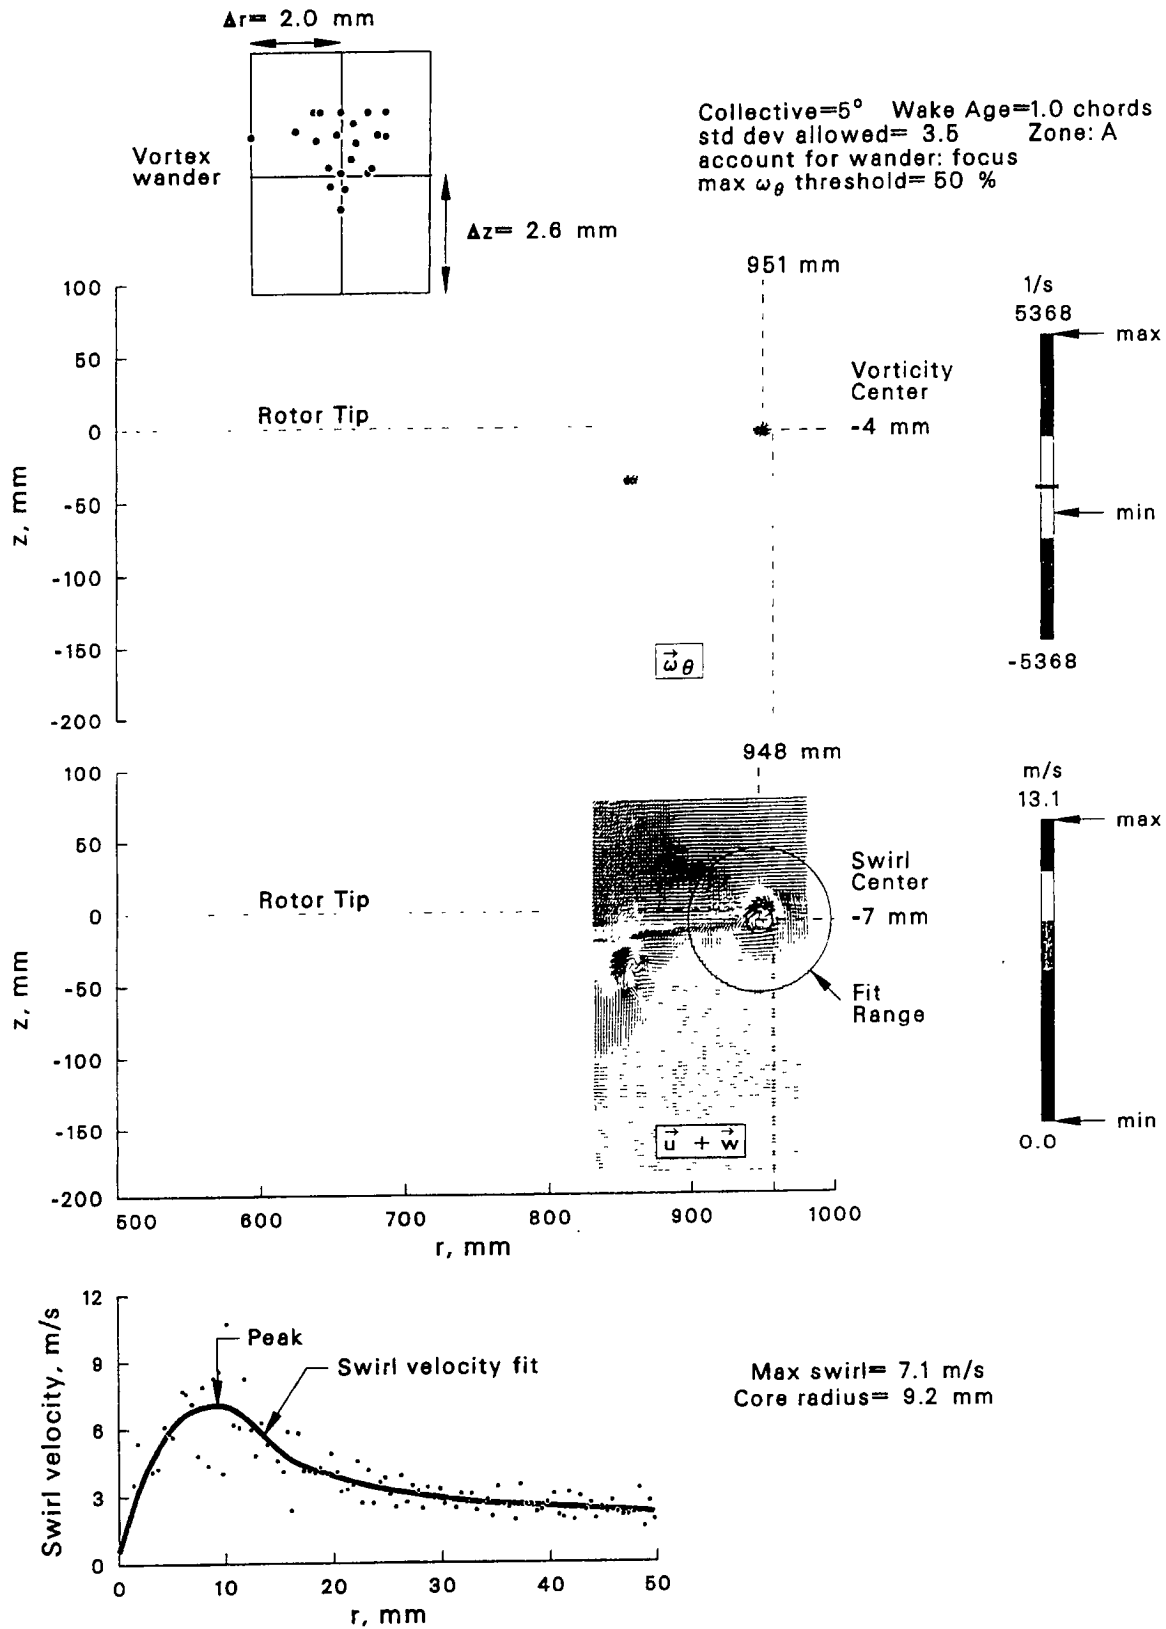 Δr= 2.0 mm
Vortex
wander
Δz= 2.6 mm
Collective=5° Wake Age=1.0 chords
std dev allowed= 3.5 Zone: A
account for wander: focus
max ωθ threshold= 50 %
951 mm
1/s
5368
max
min
-5368
Vorticity
Center
-4 mm
Rotor Tip
100
50
0
-50
-100
-150
-200
z, mm
ω⃗θ
948 mm
m/s
13.1
max
min
0.0
Swirl
Center
-7 mm
Fit
Range
Rotor Tip
100
50
0
-50
-100
-150
-200
z, mm
u⃗ + w⃗
500 600 700 800 900 1000
r, mm
12
9
6
3
0
Swirl velocity, m/s
Peak
Swirl velocity fit
Max swirl= 7.1 m/s
Core radius= 9.2 mm
0 10 20 30 40 50
r, mm